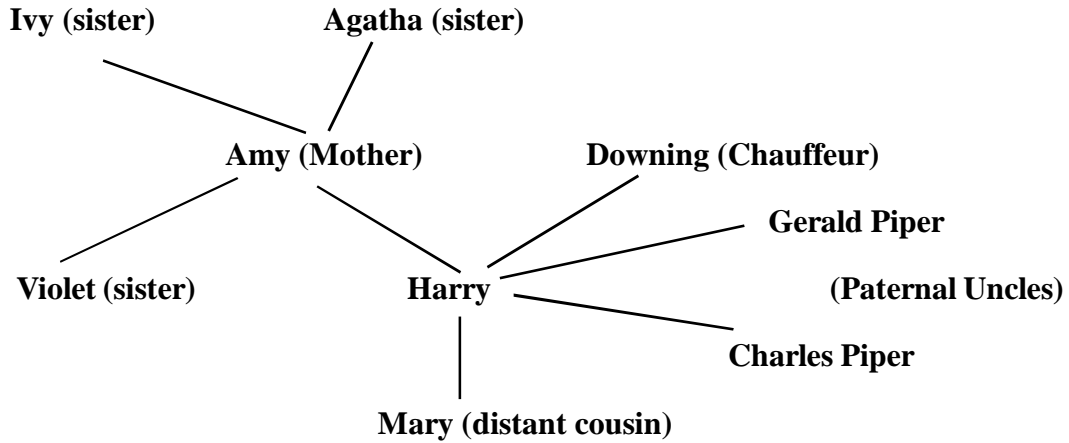 Ivy (sister) Agatha (sister)
Amy (Mother) Downing (Chauffeur)
Gerald Piper
Violet (sister) Harry (Paternal Uncles)
Charles Piper
Mary (distant cousin)